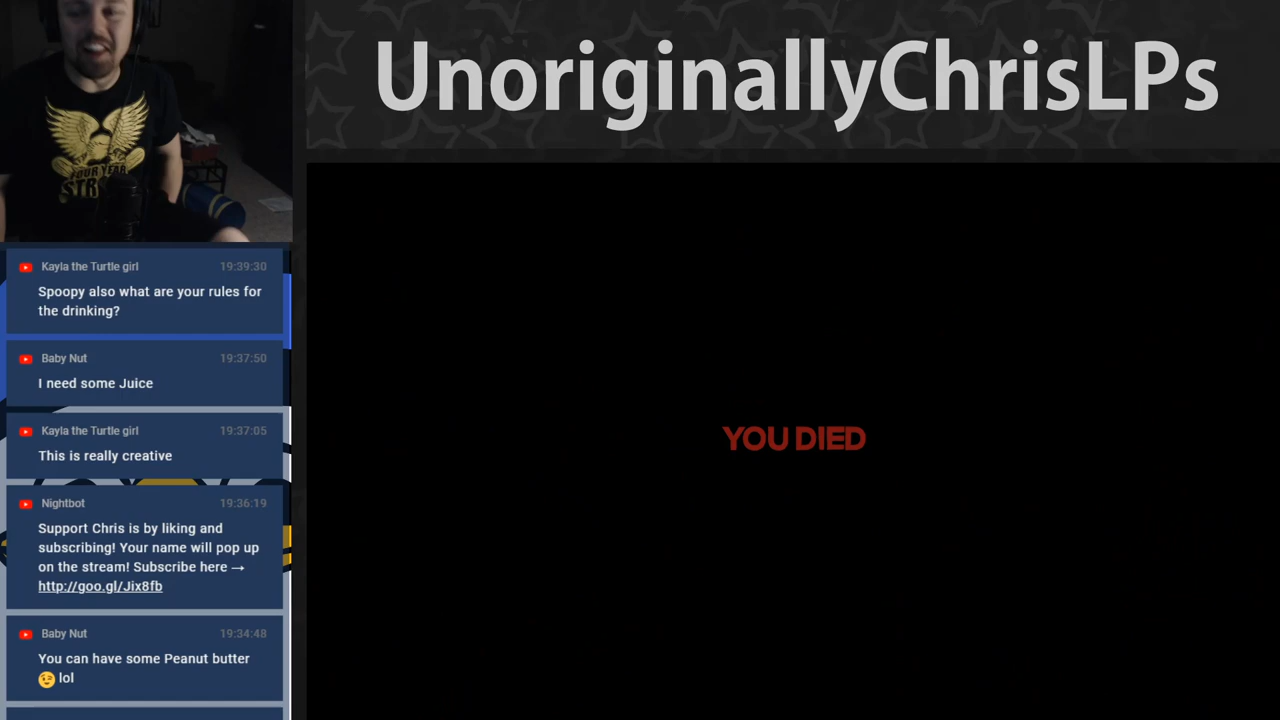 UnoriginallyChrisLPs
FOUR YEAR
STR
Kayla the Turtle girl 19:39:30
Spoopy also what are your rules for
the drinking?
Baby Nut 19:37:50
I need some Juice
Kayla the Turtle girl 19:37:05
This is really creative
Nightbot 19:36:19
Support Chris is by liking and
subscribing! Your name will pop up
on the stream! Subscribe here →
http://goo.gl/Jix8fb
Baby Nut 19:34:48
You can have some Peanut butter
😉 lol
YOU DIED